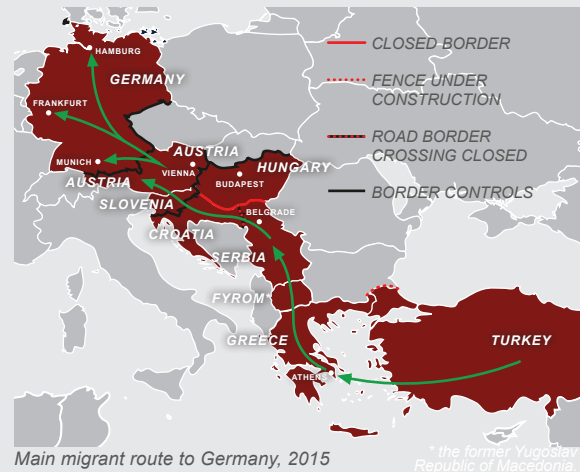 HAMBURG
GERMANY
FRANKFURT
MUNICH
AUSTRIA
VIENNA
AUSTRIA
HUNGARY
BUDAPEST
SLOVENIA
BELGRADE
CROATIA
SERBIA
FYROM*
GREECE
ATHENS
TURKEY
CLOSED BORDER
FENCE UNDER
CONSTRUCTION
ROAD BORDER
CROSSING CLOSED
BORDER CONTROLS
Main migrant route to Germany, 2015
* the former Yugoslav
Republic of Macedonia.